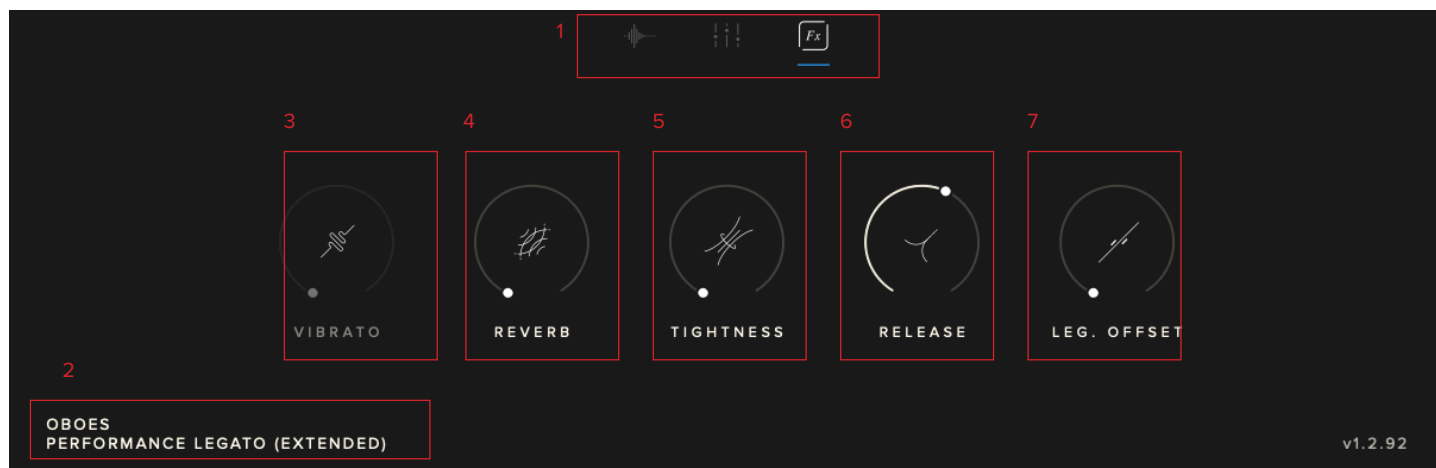 1
Fx
3
4
5
6
7
VIBRATO
REVERB
TIGHTNESS
RELEASE
LEG. OFFSET
2
OBOES
PERFORMANCE LEGATO (EXTENDED)
v1.2.92